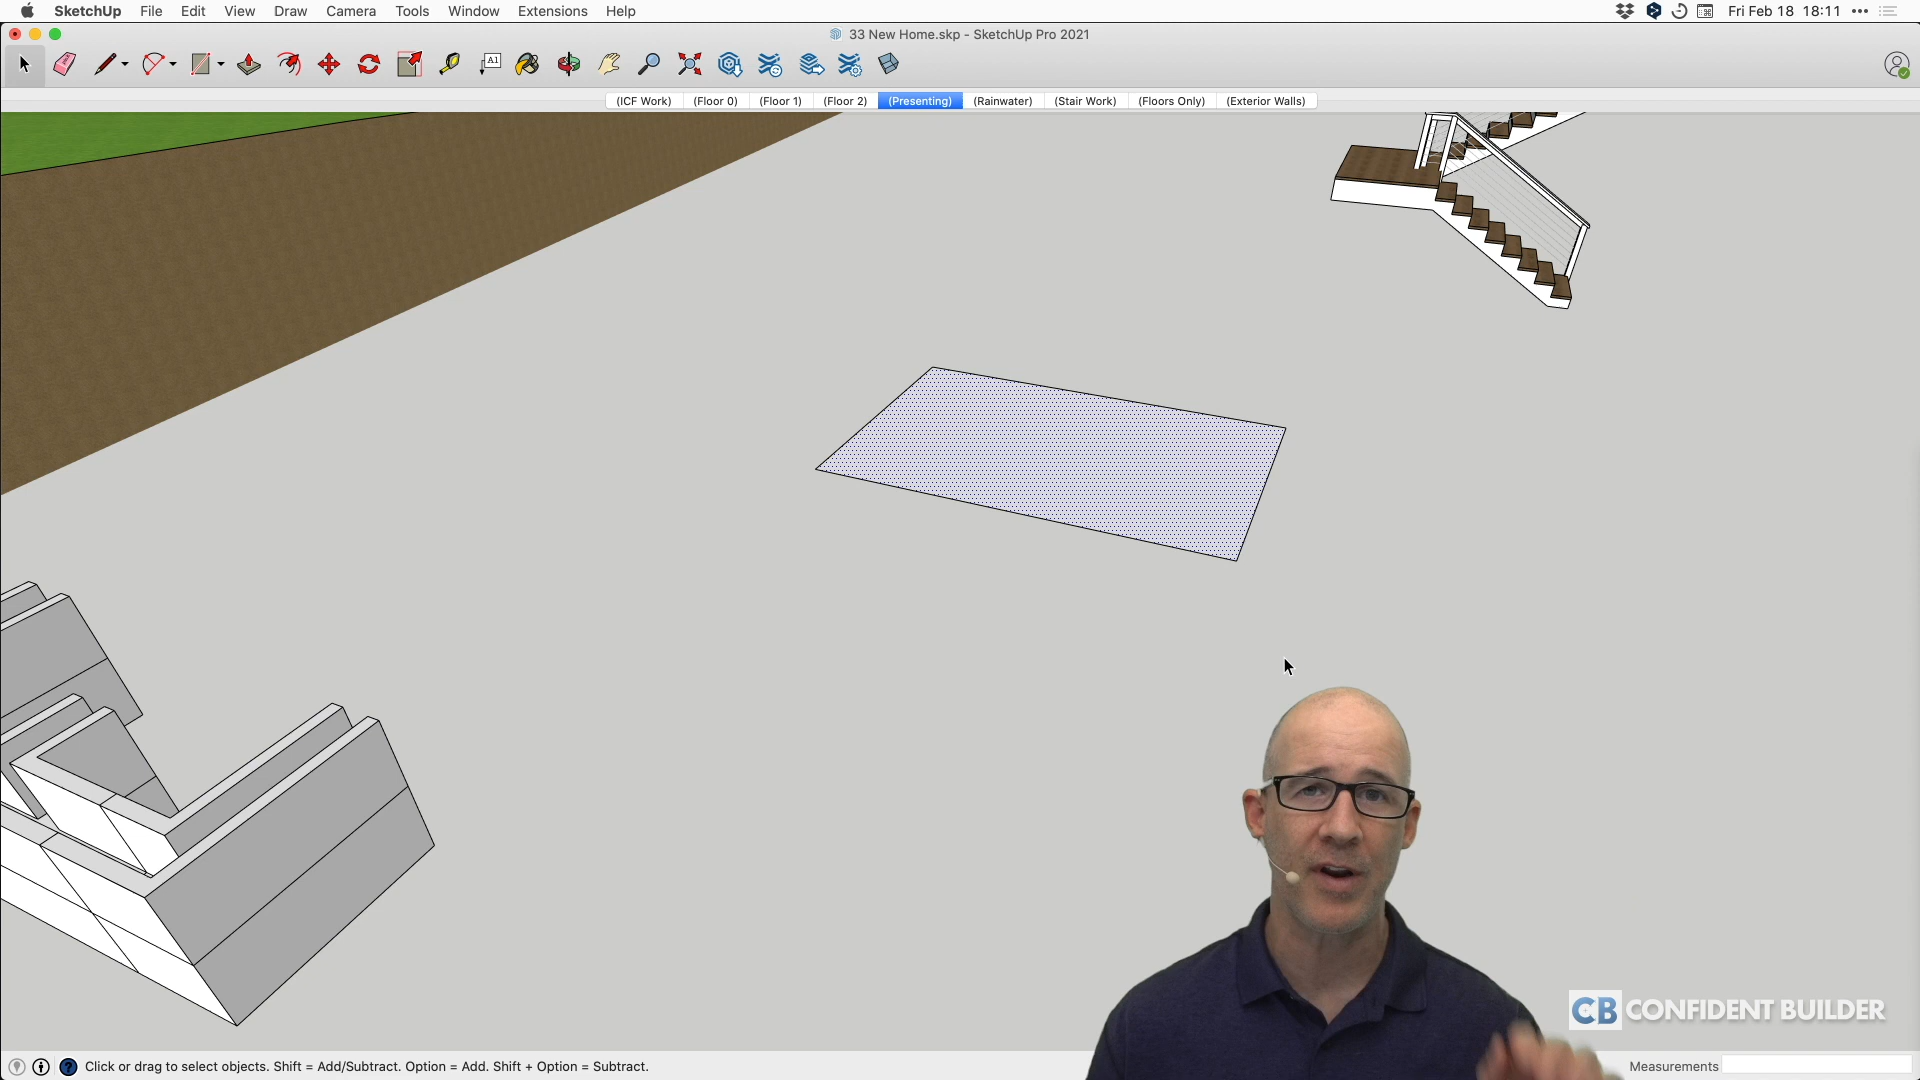 SketchUp File Edit View Draw Camera Tools Window Extensions Help Fri Feb 18 18:11
33 New Home.skp - SketchUp Pro 2021
A1
(ICF Work) (Floor 0) (Floor 1) (Floor 2) (Presenting) (Rainwater) (Stair Work) (Floors Only) (Exterior Walls)
CB CONFIDENT BUILDER
Click or drag to select objects. Shift = Add/Subtract. Option = Add. Shift + Option = Subtract. Measurements